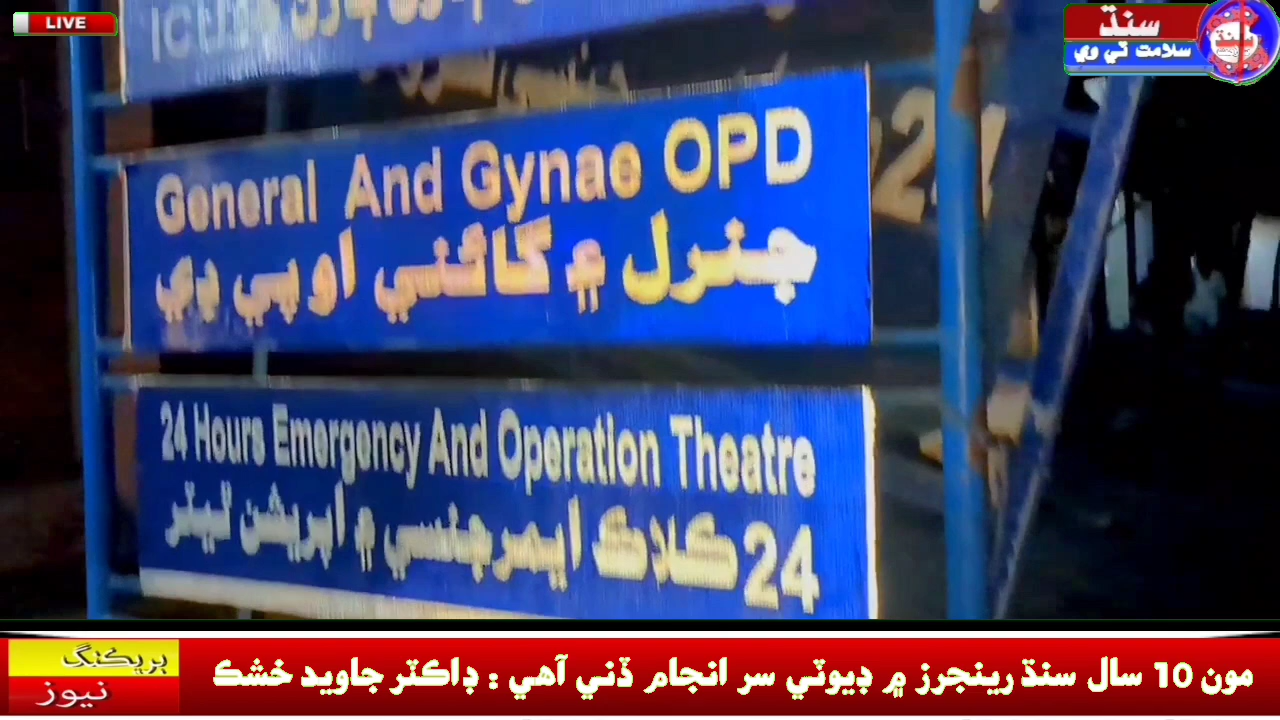 LIVE
سنڌ
سلامت ٽي وي
ICU
General And Gynae OPD
جنرل ۽ گائني او پي ڊي
24 Hours Emergency And Operation Theatre
24 ڪلاڪ ايمرجنسي ۽ آپريشن ٿيٽر
بريڪنگ
نيوز
مون 10 سال سنڌ رينجرز ۾ ڊيوٽي سر انجام ڏني آهي : ڊاڪٽر جاويد خشڪ